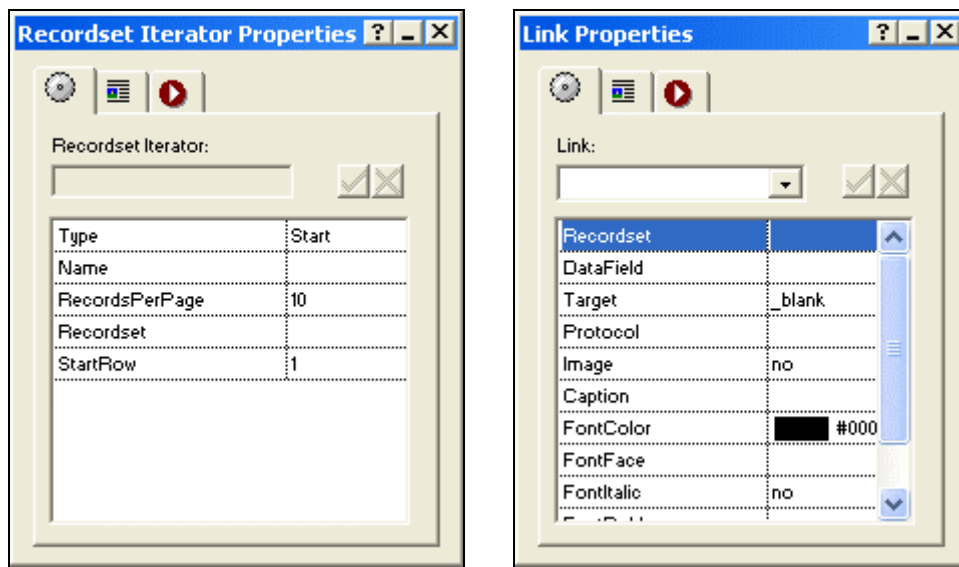 Recordset Iterator Properties
Recordset Iterator:
Type Start
Name
RecordsPerPage 10
Recordset
StartRow 1
Link Properties
Link:
Recordset
DataField
Target _blank
Protocol
Image no
Caption
FontColor #000
FontFace
FontItalic no